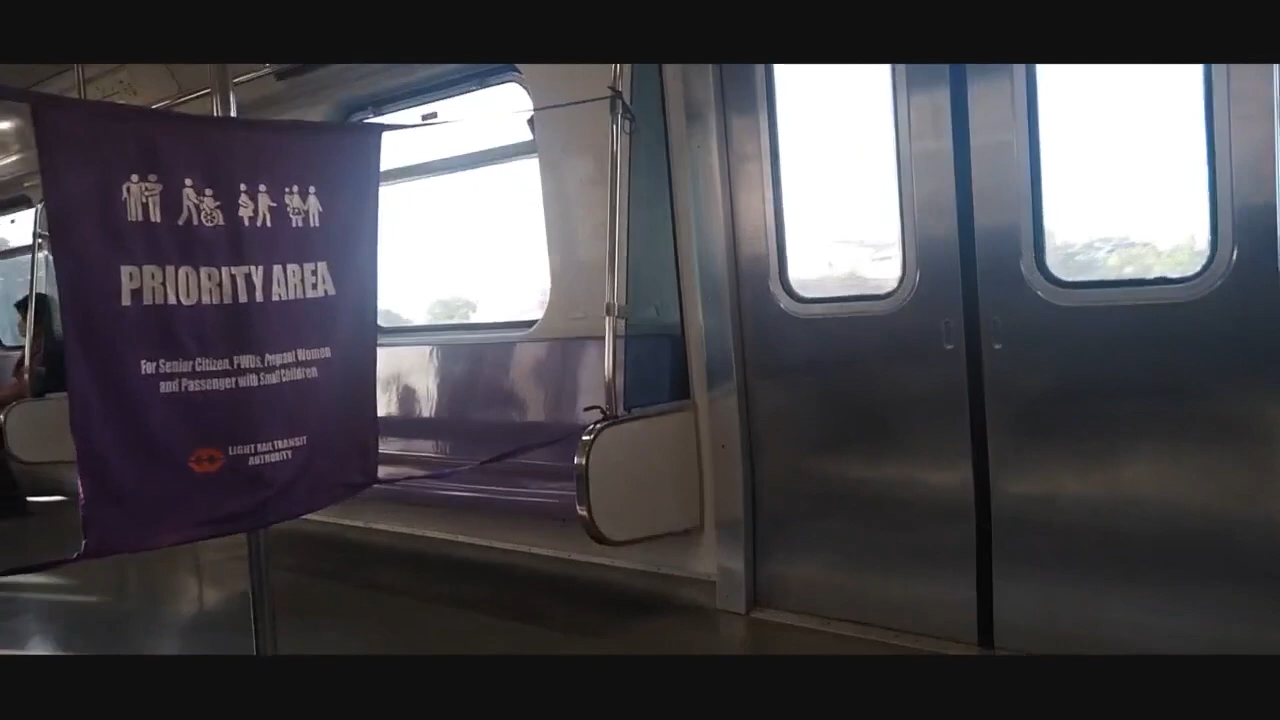 PRIORITY AREA
For Senior Citizen, PWDs, Pregnant Women
and Passenger with Small Children
LIGHT RAIL TRANSIT
AUTHORITY